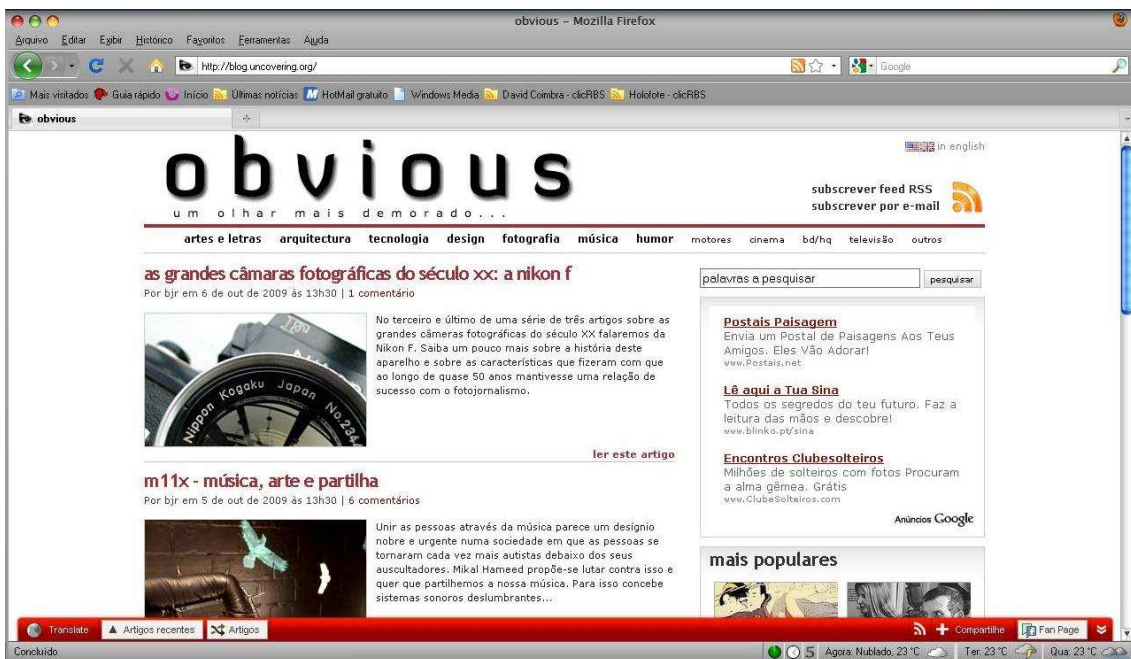 obvious - Mozilla Firefox
Arquivo Editar Exibir Histórico Favoritos Ferramentas Ajuda
http://blog.uncovering.org/
Google
Mais visitados Guia rápido Início Últimas notícias HotMail gratuito Windows Media David Coimbra - clicRBS Holofote - clicRBS
obvious
in english
obvious
um olhar mais demorado...
subscrever feed RSS
subscrever por e-mail
artes e letras arquitectura tecnologia design fotografia música humor motores cinema bd/hq televisão outros
as grandes câmaras fotográficas do século xx: a nikon f
Por bjr em 6 de out de 2009 às 13h30 | 1 comentário
No terceiro e último de uma série de três artigos sobre as
grandes câmeras fotográficas do século XX falaremos da
Nikon F. Saiba um pouco mais sobre a história deste
aparelho e sobre as características que fizeram com que
ao longo de quase 50 anos mantivesse uma relação de
sucesso com o fotojornalismo.
Nippon Kogaku Japan No.2344
ler este artigo
m11x - música, arte e partilha
Por bjr em 5 de out de 2009 às 13h30 | 6 comentários
Unir as pessoas através da música parece um desígnio
nobre e urgente numa sociedade em que as pessoas se
tornaram cada vez mais autistas debaixo dos seus
auscultadores. Mikal Hameed propõe-se lutar contra isso e
quer que partilhemos a nossa música. Para isso concebe
sistemas sonoros deslumbrantes...
palavras a pesquisar pesquisar
Postais Paisagem
Envia um Postal de Paisagens Aos Teus
Amigos. Eles Vão Adorar!
www.Postais.net
Lê aqui a Tua Sina
Todos os segredos do teu futuro. Faz a
leitura das mãos e descobre!
www.blinko.pt/sina
Encontros Clubesolteiros
Milhões de solteiros com fotos Procuram
a alma gêmea. Grátis
www.ClubeSolteiros.com
Anúncios Google
mais populares
Translate Artigos recentes Artigos Compartilhe Fan Page
Concluído 5 Agora: Nublado, 23 °C Ter: 23 °C Qua: 23 °C